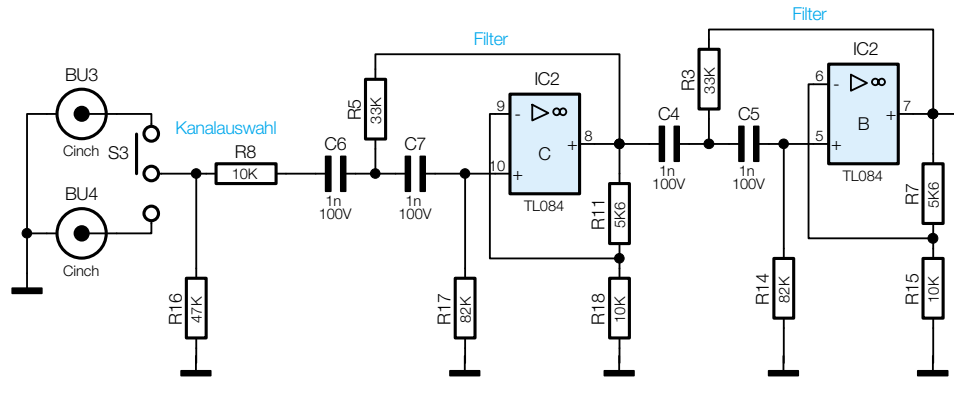 Filter
Filter
IC2
BU3
Cinch
S3
Kanalauswahl
R8
10K
BU4
Cinch
R16
47K
C6
1n
100V
R5
33K
C7
1n
100V
R17
82K
IC2
9
-
▷∞
8
+
C
10
+
TL084
R11
5K6
R18
10K
C4
1n
100V
R3
33K
C5
1n
100V
R14
82K
6
-
▷∞
7
+
B
5
+
TL084
R7
5K6
R15
10K